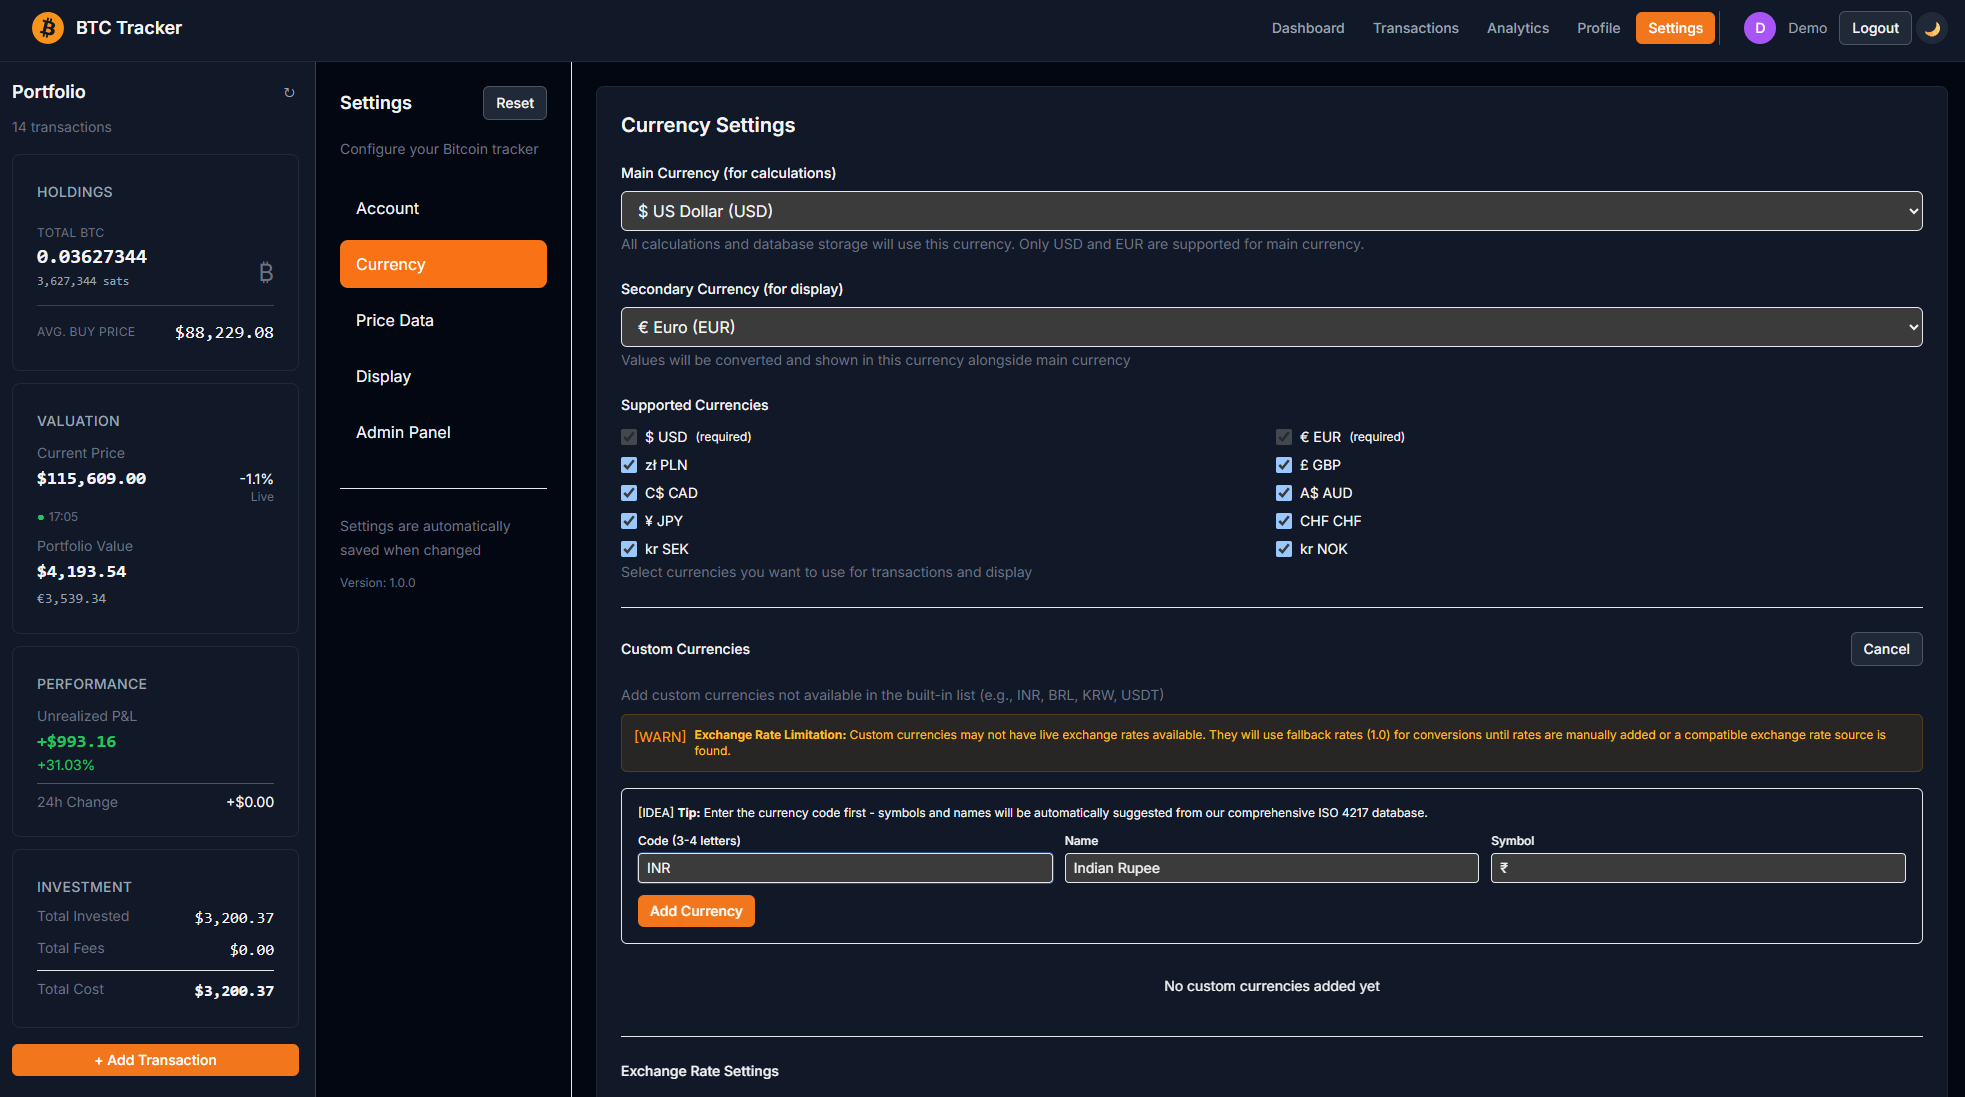 BTC Tracker
Dashboard
Transactions
Analytics
Profile
Settings
D
Demo
Logout
Portfolio
14 transactions
HOLDINGS
TOTAL BTC
0.03627344
3,627,344 sats
AVG. BUY PRICE
$88,229.08
VALUATION
Current Price
$115,609.00
-1.1%
Live
17:05
Portfolio Value
$4,193.54
€3,539.34
PERFORMANCE
Unrealized P&L
+$993.16
+31.03%
24h Change
+$0.00
INVESTMENT
Total Invested
$3,200.37
Total Fees
$0.00
Total Cost
$3,200.37
+ Add Transaction
Settings
Reset
Configure your Bitcoin tracker
Account
Currency
Price Data
Display
Admin Panel
Settings are automatically
saved when changed
Version: 1.0.0
Currency Settings
Main Currency (for calculations)
$ US Dollar (USD)
All calculations and database storage will use this currency. Only USD and EUR are supported for main currency.
Secondary Currency (for display)
€ Euro (EUR)
Values will be converted and shown in this currency alongside main currency
Supported Currencies
$ USD (required)
€ EUR (required)
zł PLN
£ GBP
C$ CAD
A$ AUD
¥ JPY
CHF CHF
kr SEK
kr NOK
Select currencies you want to use for transactions and display
Custom Currencies
Cancel
Add custom currencies not available in the built-in list (e.g., INR, BRL, KRW, USDT)
[WARN] Exchange Rate Limitation: Custom currencies may not have live exchange rates available. They will use fallback rates (1.0) for conversions until rates are manually added or a compatible exchange rate source is
found.
[IDEA] Tip: Enter the currency code first - symbols and names will be automatically suggested from our comprehensive ISO 4217 database.
Code (3-4 letters)
Name
Symbol
INR
Indian Rupee
₹
Add Currency
No custom currencies added yet
Exchange Rate Settings